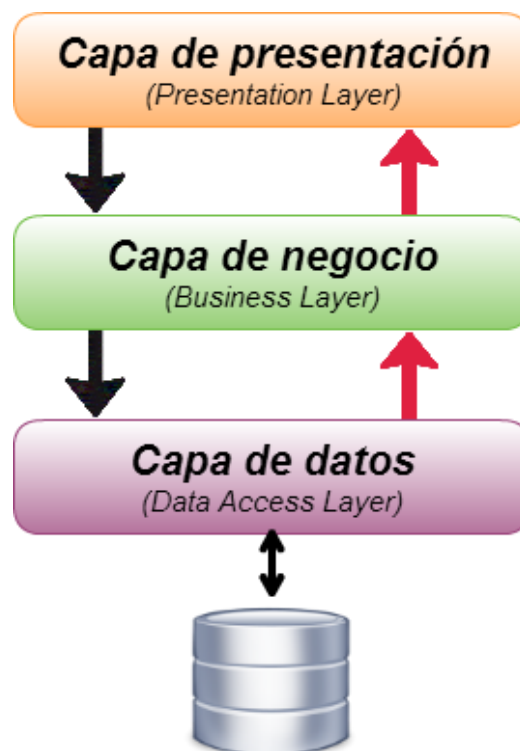 Capa de presentación
(Presentation Layer)
Capa de negocio
(Business Layer)
Capa de datos
(Data Access Layer)